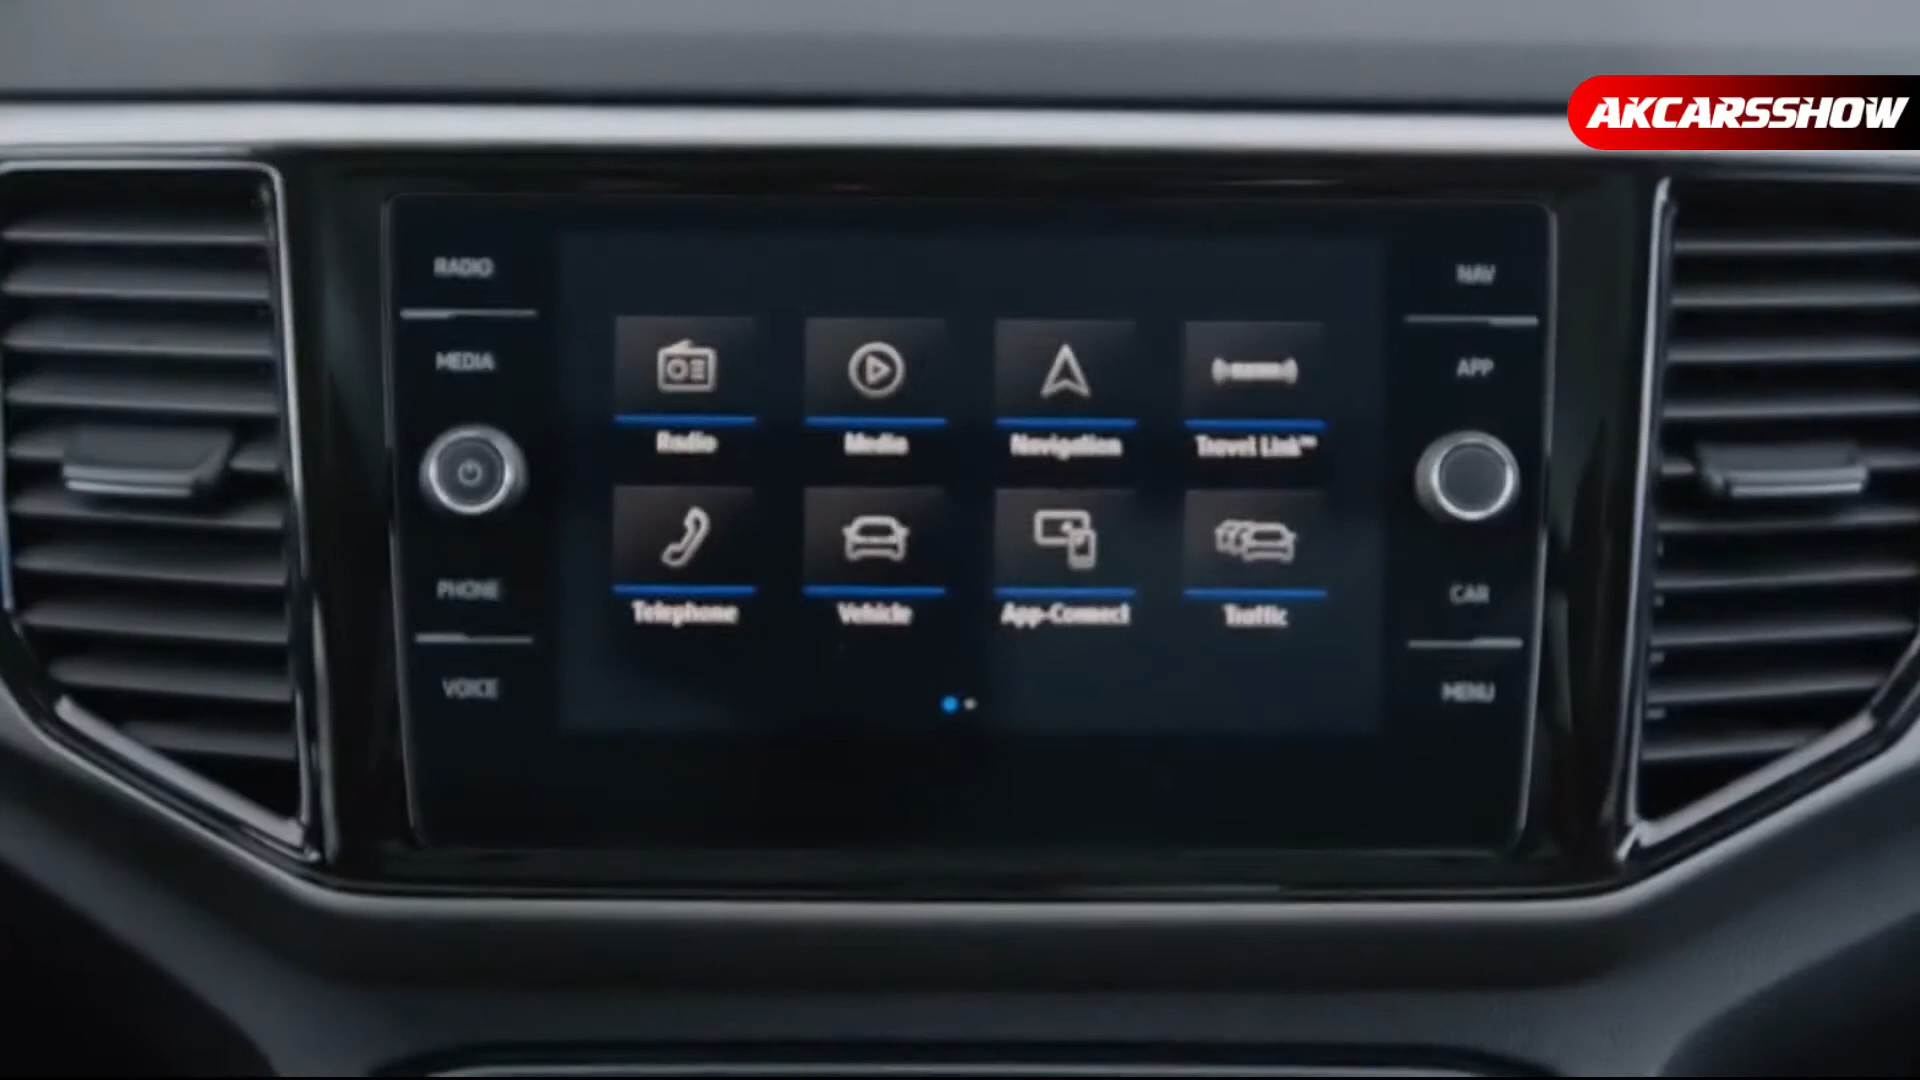 AKCARSSHOW
RADIO
NAV
MEDIA
APP
Radio
Media
Navigation
Travel Link™
Telephone
Vehicle
App-Connect
Traffic
PHONE
CAR
VOICE
MENU